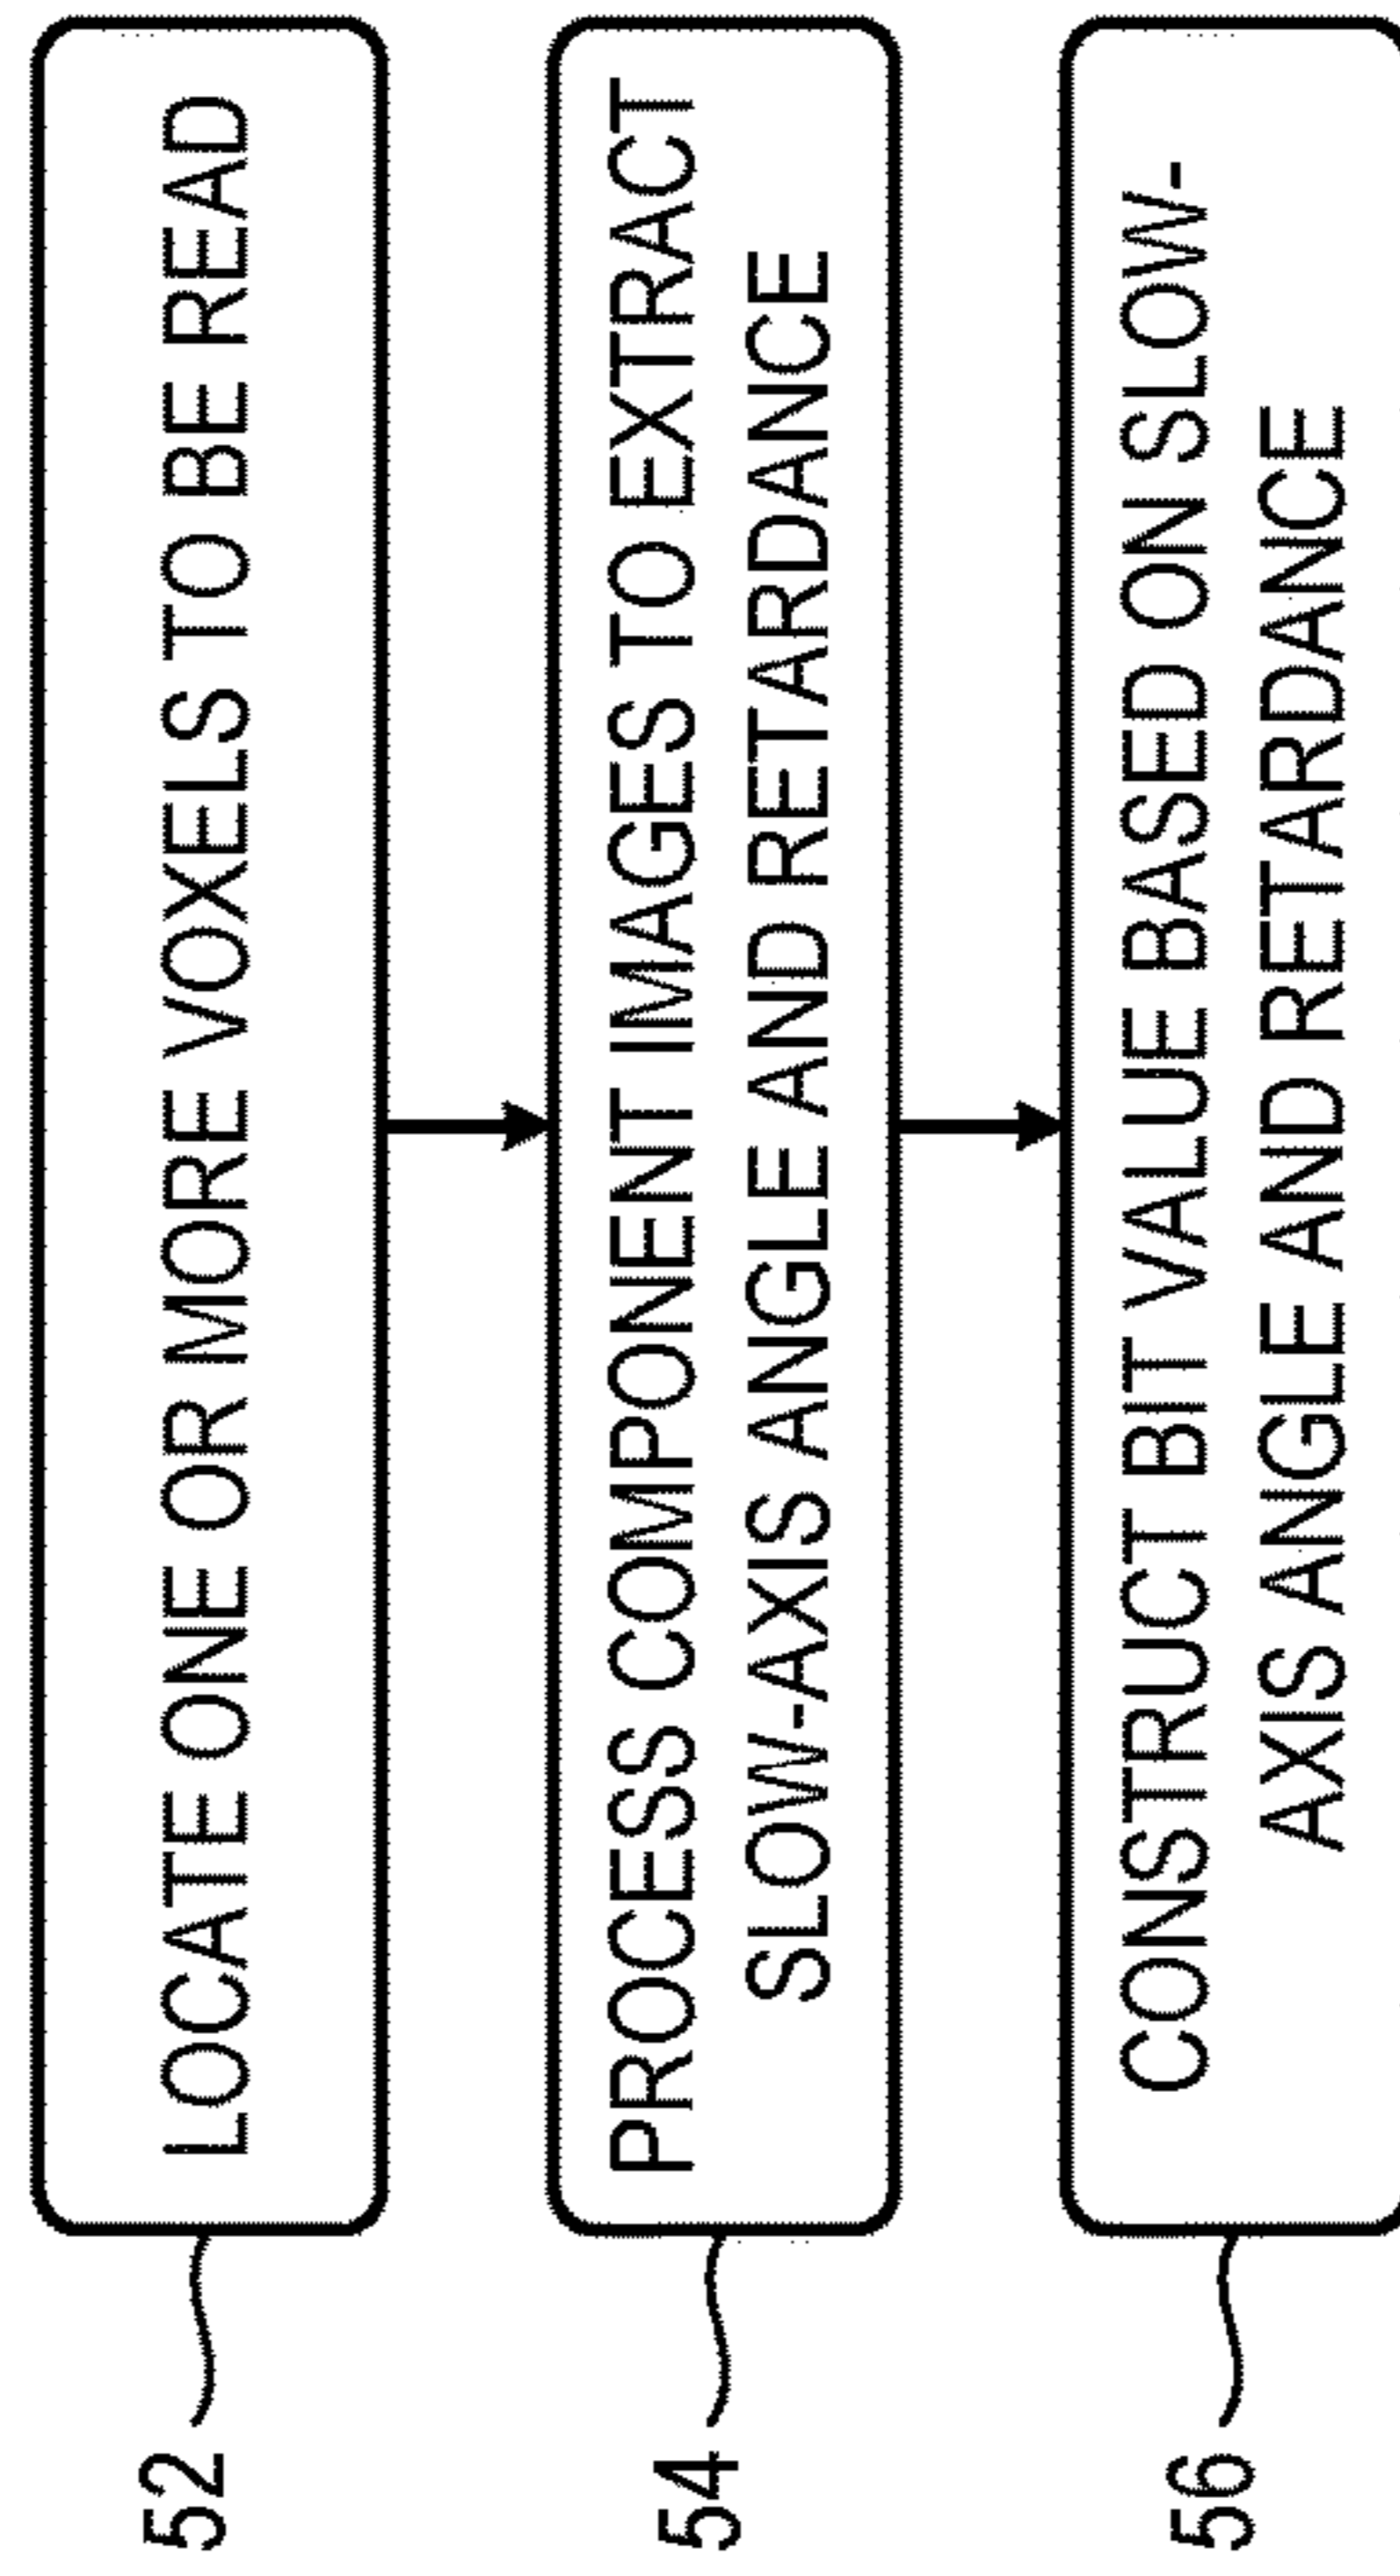 52
LOCATE ONE OR MORE VOXELS TO BE READ
54
PROCESS COMPONENT IMAGES TO EXTRACT
SLOW-AXIS ANGLE AND RETARDANCE
56
CONSTRUCT BIT VALUE BASED ON SLOW-
AXIS ANGLE AND RETARDANCE